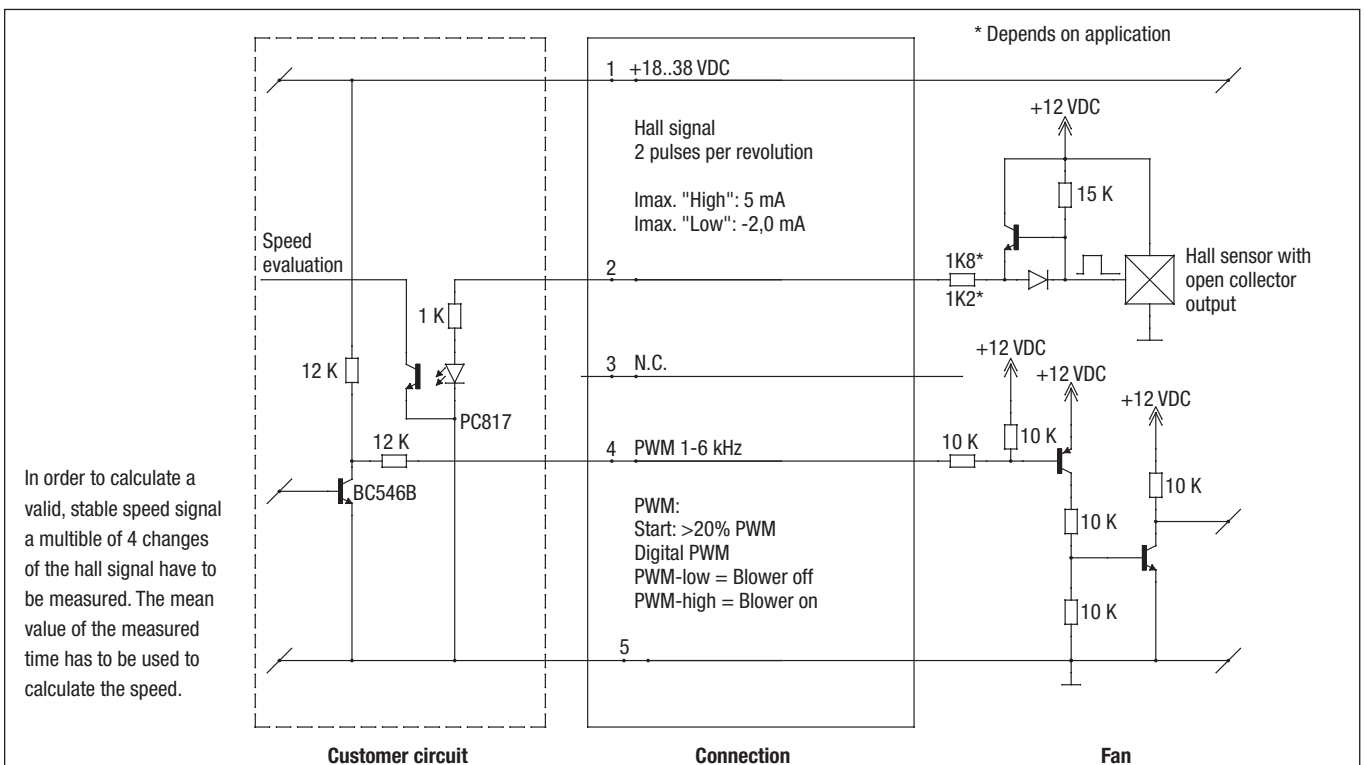 * Depends on application
1 +18..38 VDC
+12 VDC
Hall signal
2 pulses per revolution
15 K
Imax. "High": 5 mA
Imax. "Low": -2,0 mA
Speed
evaluation
2
1K8*
1K2*
Hall sensor with
open collector
output
1 K
12 K
3 N.C.
+12 VDC
+12 VDC
+12 VDC
PC817
12 K
4 PWM 1-6 kHz
10 K
10 K
10 K
BC546B
In order to calculate a
valid, stable speed signal
a multible of 4 changes
of the hall signal have to
be measured. The mean
value of the measured
time has to be used to
calculate the speed.
PWM:
Start: >20% PWM
Digital PWM
PWM-low = Blower off
PWM-high = Blower on
10 K
10 K
5
Customer circuit
Connection
Fan